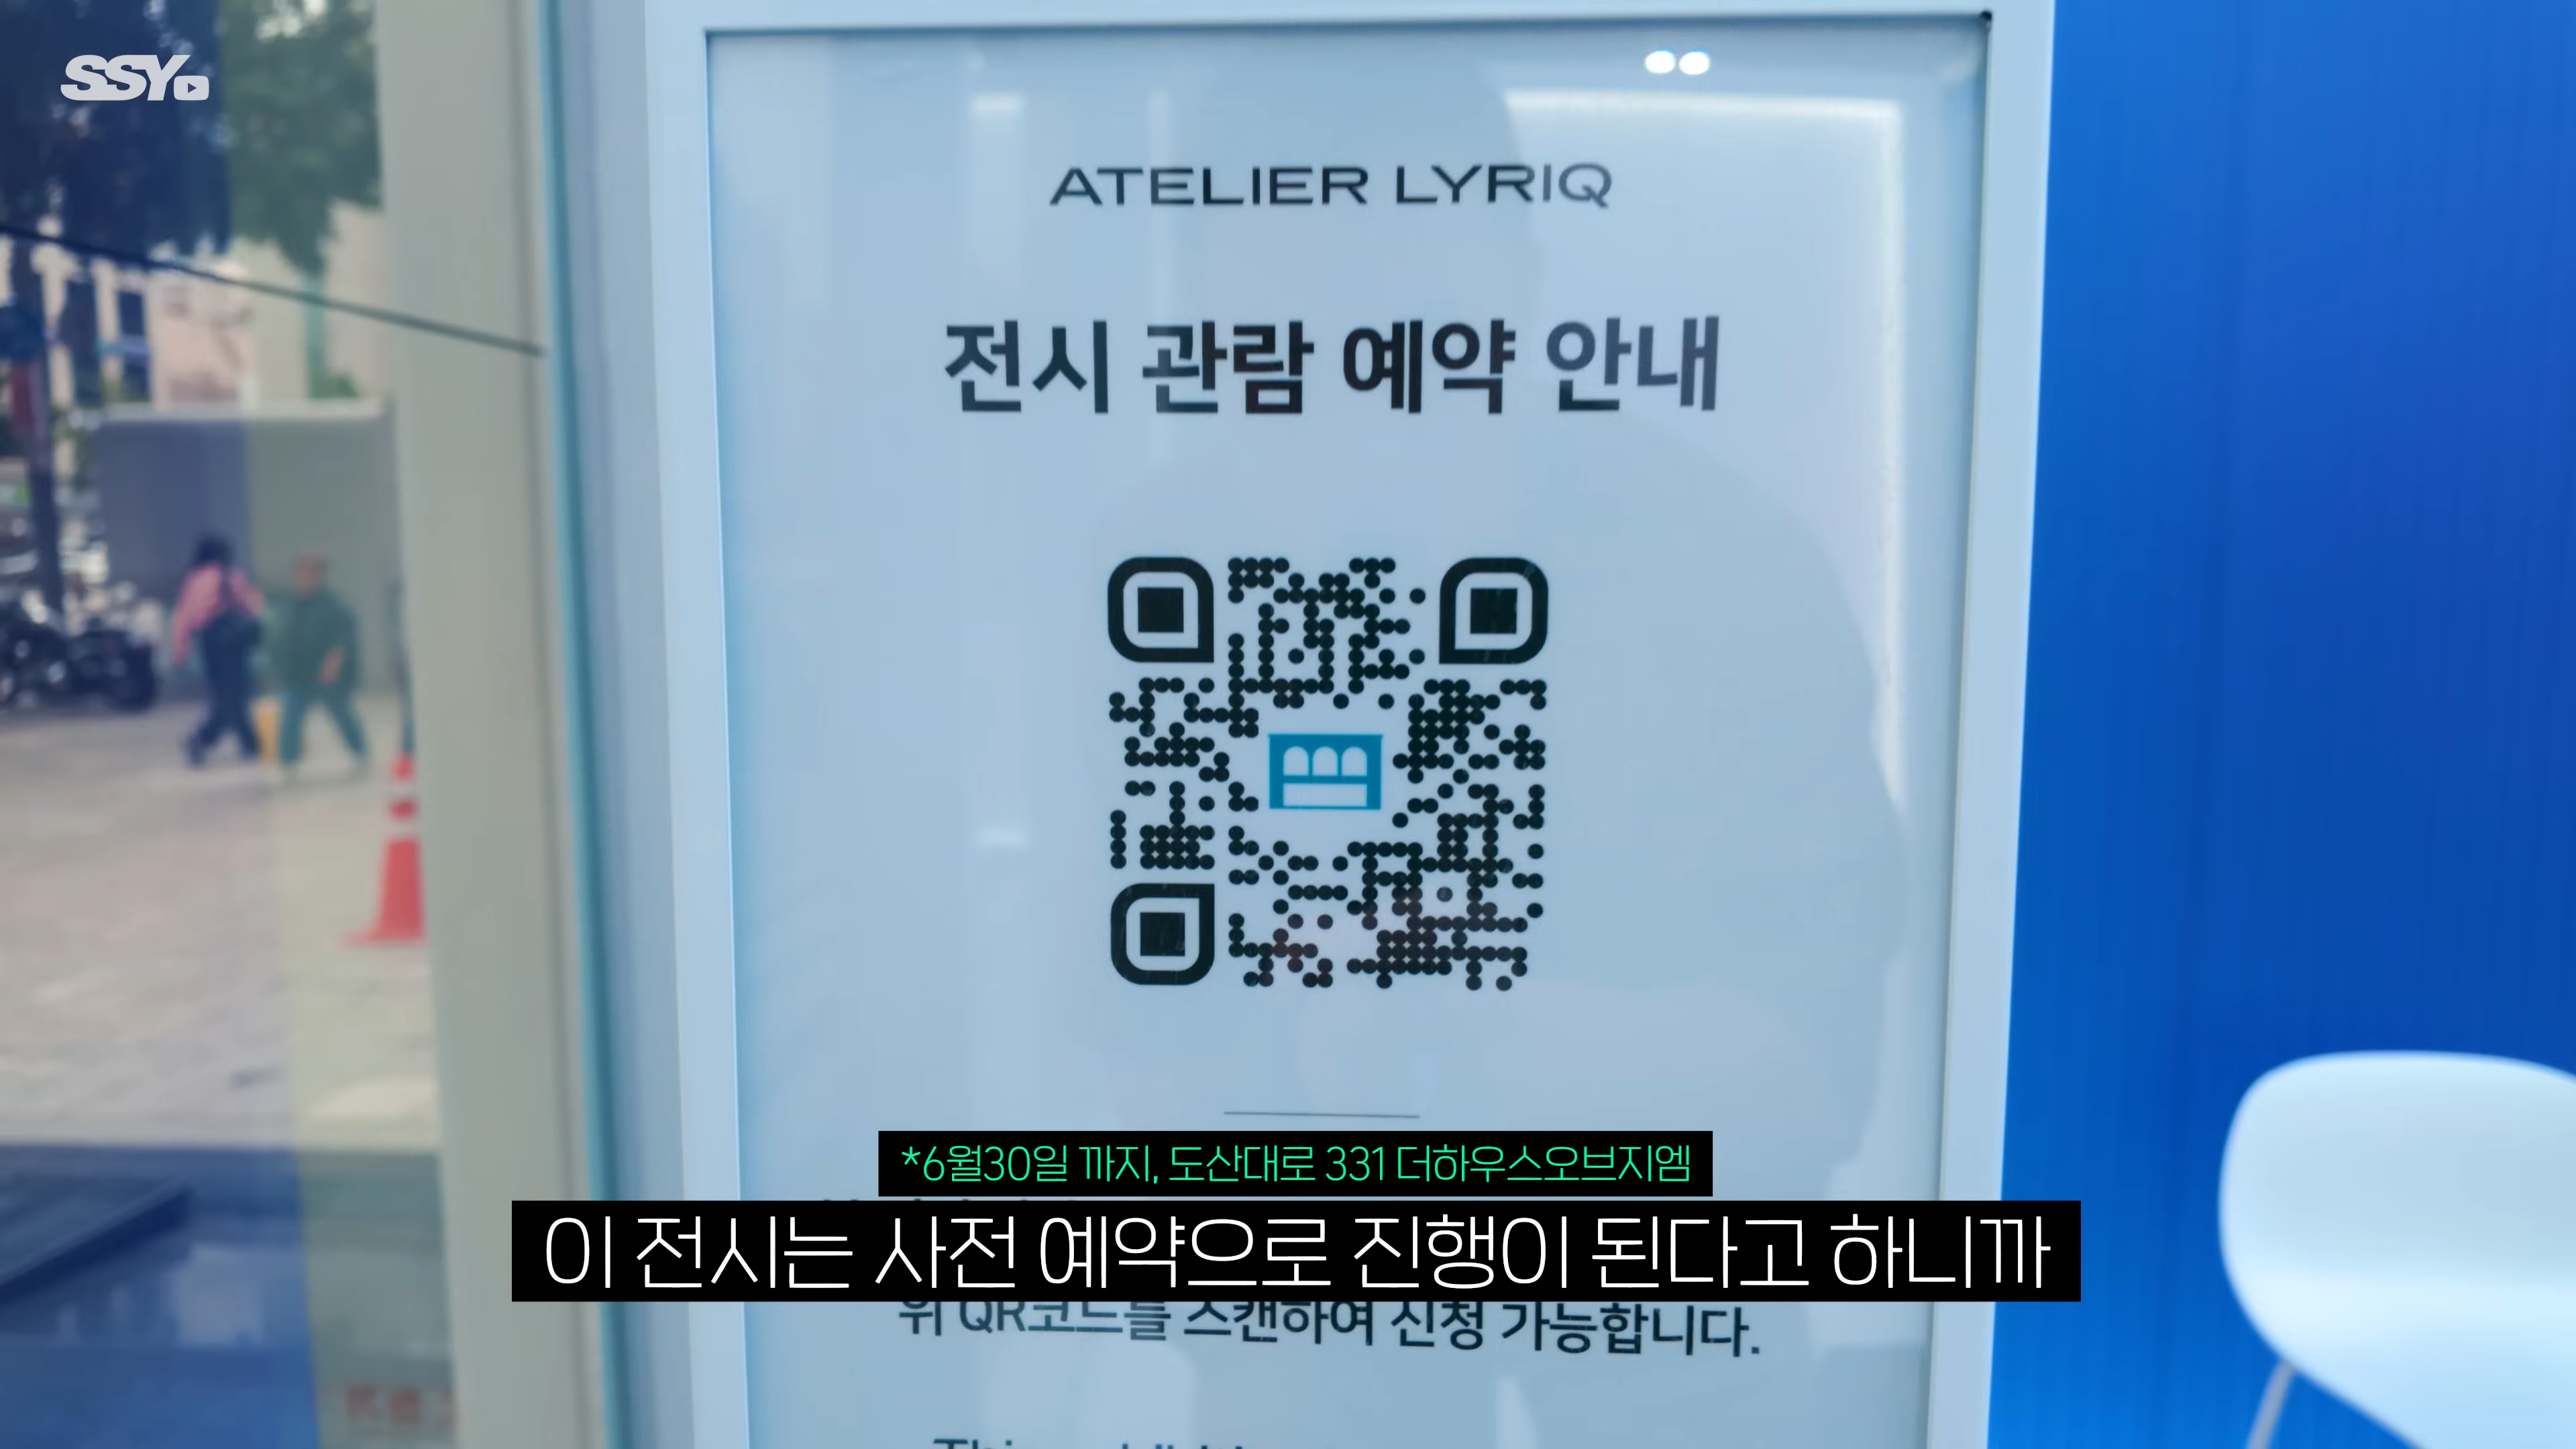 SSY
ATELIER LYRIQ
전시 관람 예약 안내
*6월30일 까지, 도산대로 331 더하우스오브지엠
이 전시는 사전 예약으로 진행이 된다고 하니까
위 QR코드를 스캔하여 신청 가능합니다.